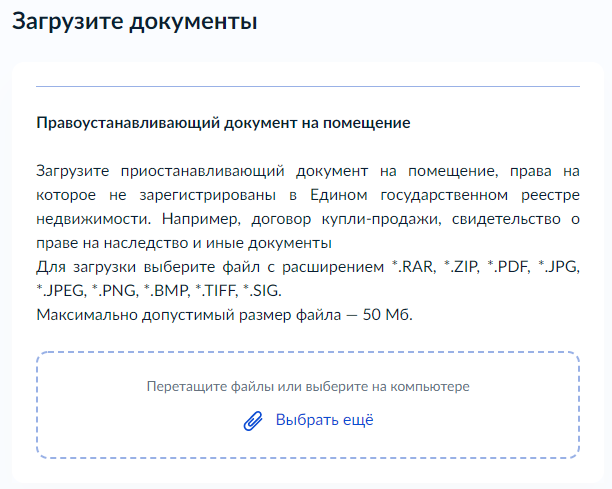 Загрузите документы
Правоустанавливающий документ на помещение
Загрузите приостанавливающий документ на помещение, права на
которое не зарегистрированы в Едином государственном реестре
недвижимости. Например, договор купли-продажи, свидетельство о
праве на наследство и иные документы
Для загрузки выберите файл с расширением *.RAR, *.ZIP, *.PDF, *.JPG,
*.JPEG, *.PNG, *.BMP, *.TIFF, *.SIG.
Максимально допустимый размер файла — 50 Мб.
Перетащите файлы или выберите на компьютере
Выбрать ещё